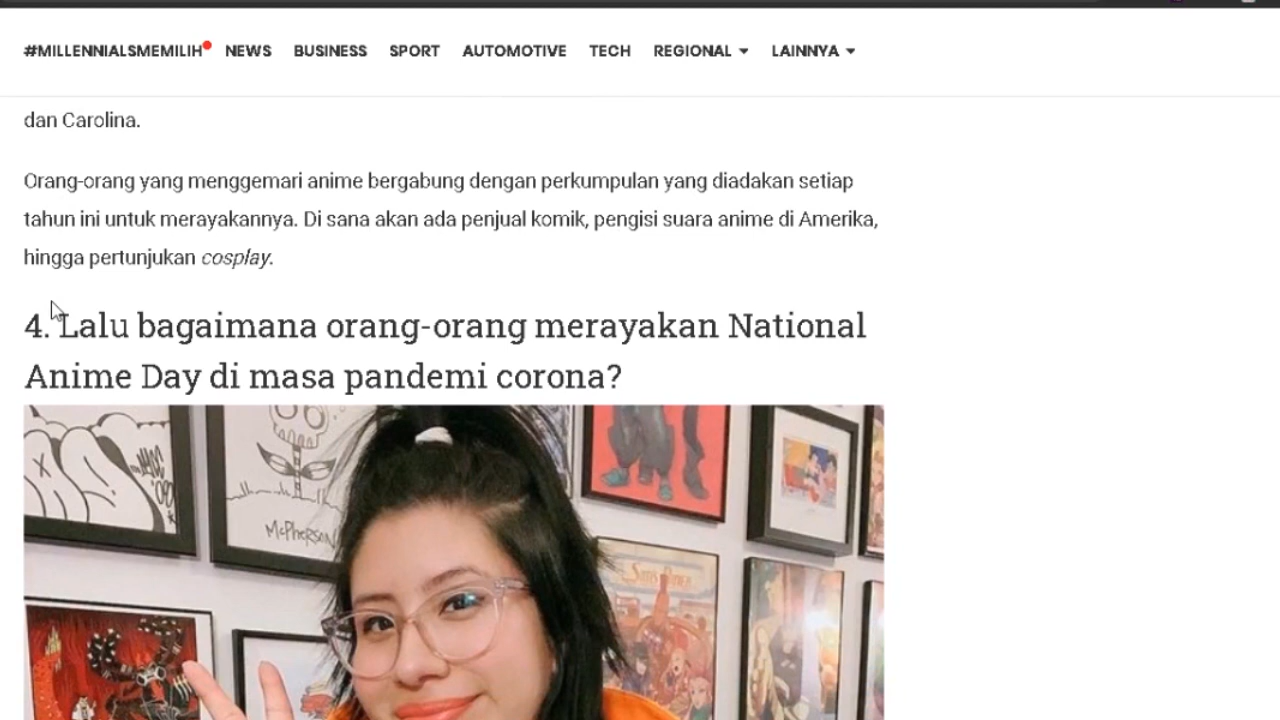 #MILLENNIALSMEMILIH NEWS BUSINESS SPORT AUTOMOTIVE TECH REGIONAL LAINNYA
dan Carolina.
Orang-orang yang menggemari anime bergabung dengan perkumpulan yang diadakan setiap
tahun ini untuk merayakannya. Di sana akan ada penjual komik, pengisi suara anime di Amerika,
hingga pertunjukan cosplay.
4. Lalu bagaimana orang-orang merayakan National
Anime Day di masa pandemi corona?
McPHERSON